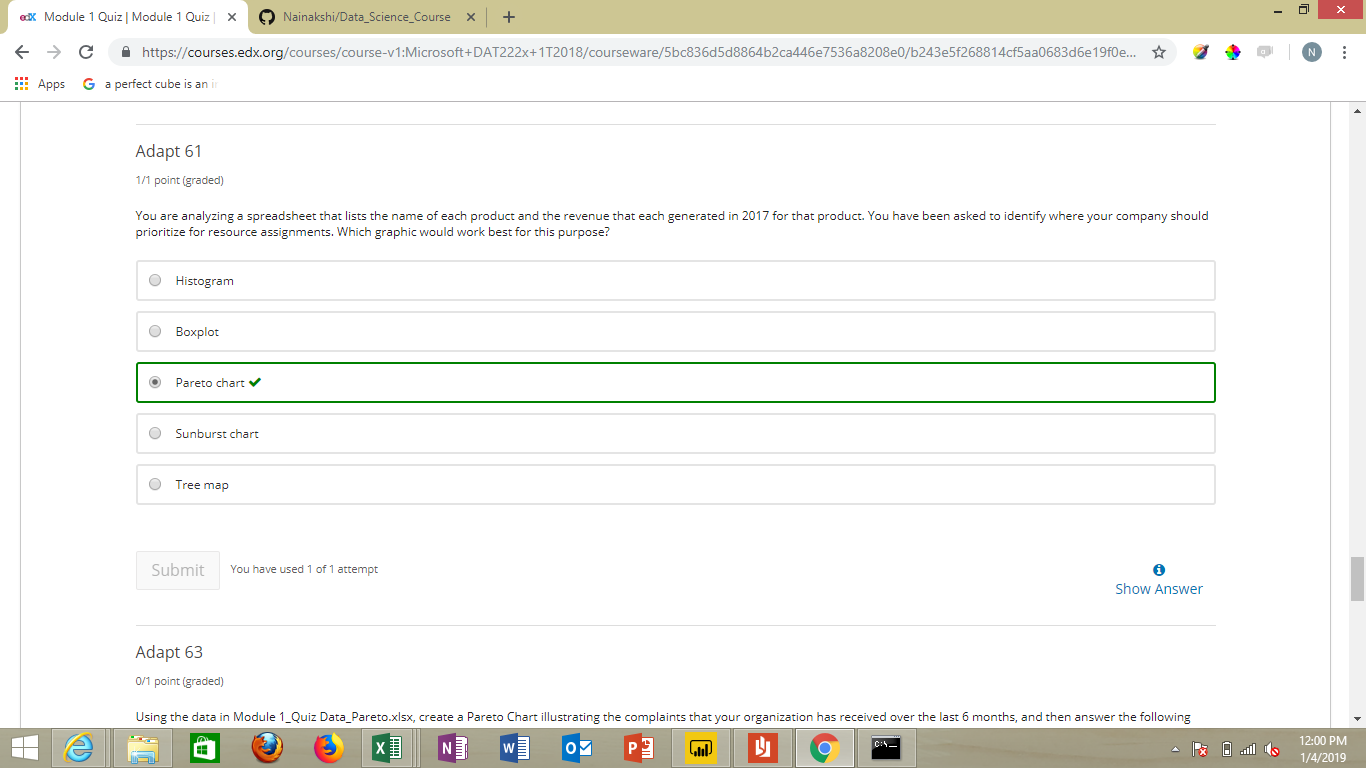 edX Module 1 Quiz | Module 1 Quiz |
Nainakshi/Data_Science_Course
https://courses.edx.org/courses/course-v1:Microsoft+DAT222x+1T2018/courseware/5bc836d5d8864b2ca446e7536a8208e0/b243e5f268814cf5aa0683d6e19f0e...
N
Apps
a perfect cube is an i
Adapt 61
1/1 point (graded)
You are analyzing a spreadsheet that lists the name of each product and the revenue that each generated in 2017 for that product. You have been asked to identify where your company should
prioritize for resource assignments. Which graphic would work best for this purpose?
Histogram
Boxplot
Pareto chart
Sunburst chart
Tree map
Submit
You have used 1 of 1 attempt
Show Answer
Adapt 63
0/1 point (graded)
Using the data in Module 1_Quiz Data_Pareto.xlsx, create a Pareto Chart illustrating the complaints that your organization has received over the last 6 months, and then answer the following
12:00 PM
1/4/2019